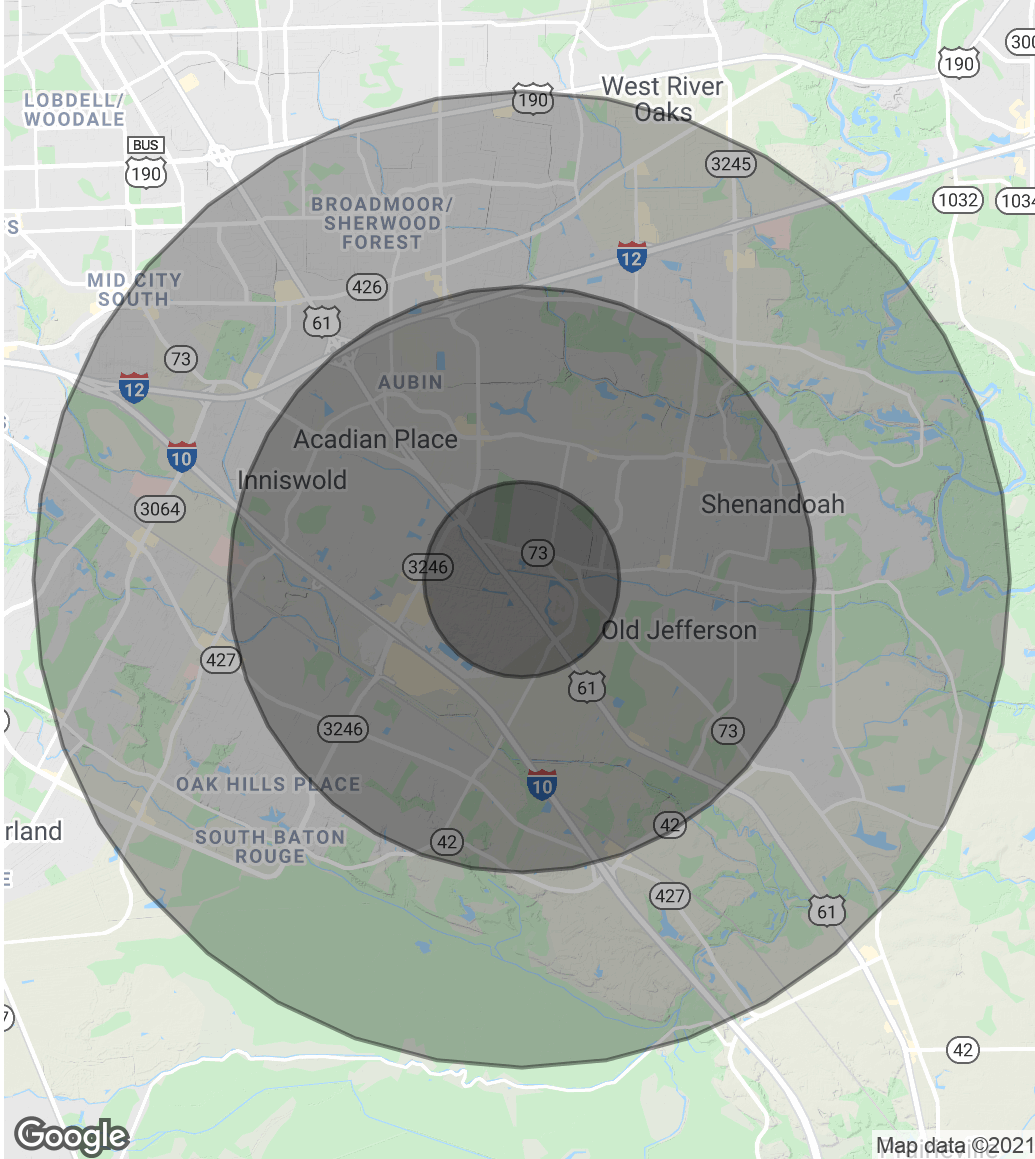 300
190
West River
Oaks
190
LOBDELL/
WOODALE
BUS
190
3245
1032
1034
BROADMOOR/
SHERWOOD
FOREST
12
MID CITY
SOUTH
426
61
73
12
AUBIN
Acadian Place
10
Inniswold
3064
Shenandoah
73
3246
Old Jefferson
427
61
3246
73
OAK HILLS PLACE
10
42
rland
SOUTH BATON
ROUGE
42
427
61
42
Google
Map data ©2021